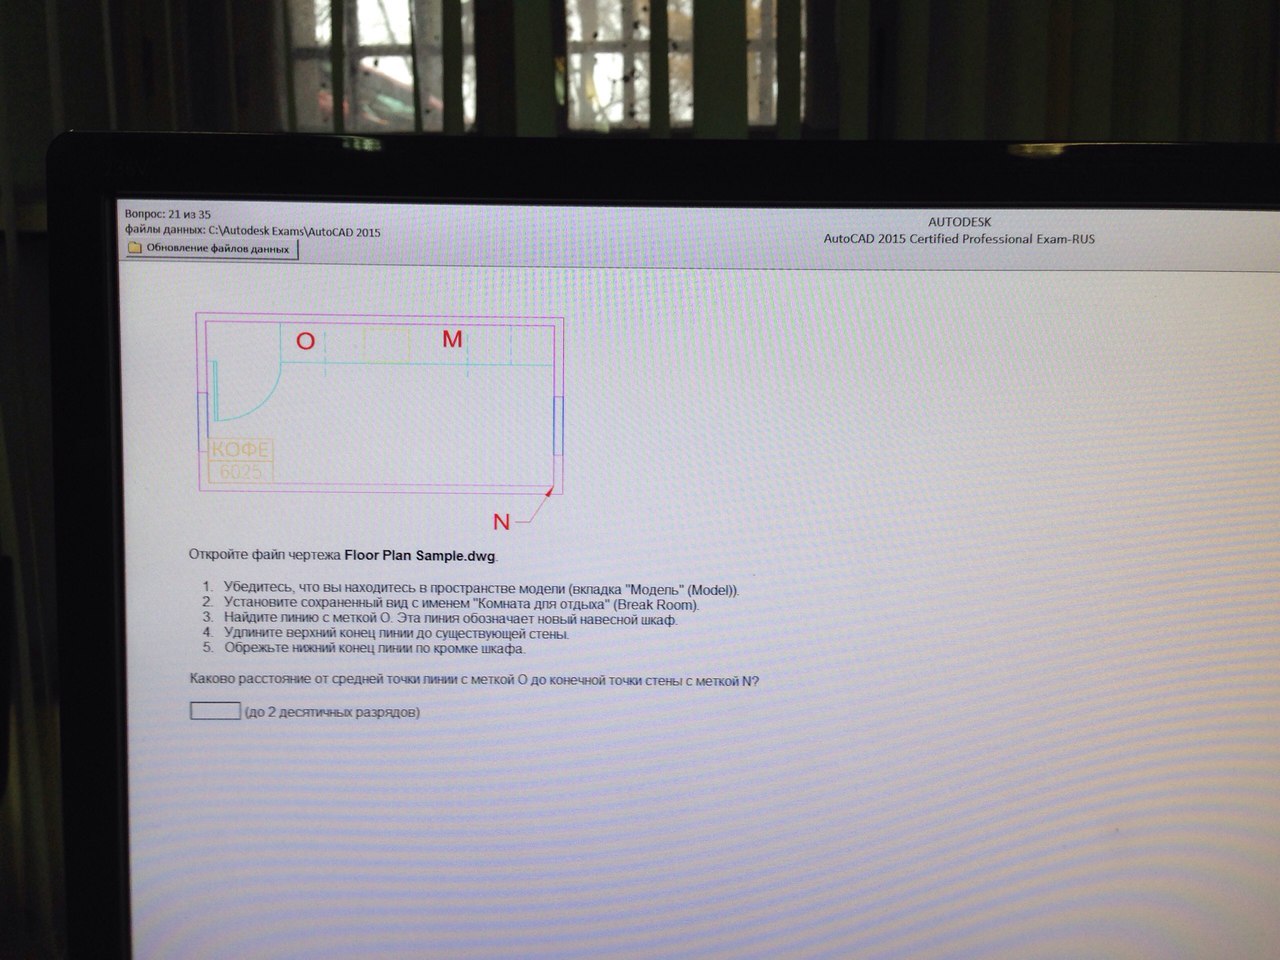 Вопрос: 21 из 35
файлы данных: C:\Autodesk Exams\AutoCAD 2015
Обновление файлов данных
AUTODESK
AutoCAD 2015 Certified Professional Exam-RUS
O
M
КОФЕ
6025
N
Откройте файл чертежа Floor Plan Sample.dwg.
1. Убедитесь, что вы находитесь в пространстве модели (вкладка "Модель" (Model)).
2. Установите сохраненный вид с именем "Комната для отдыха" (Break Room).
3. Найдите линию с меткой O. Эта линия обозначает новый навесной шкаф.
4. Удлините верхний конец линии до существующей стены.
5. Обрежьте нижний конец линии по кромке шкафа.
Каково расстояние от средней точки линии с меткой O до конечной точки стены с меткой N?
(до 2 десятичных разрядов)